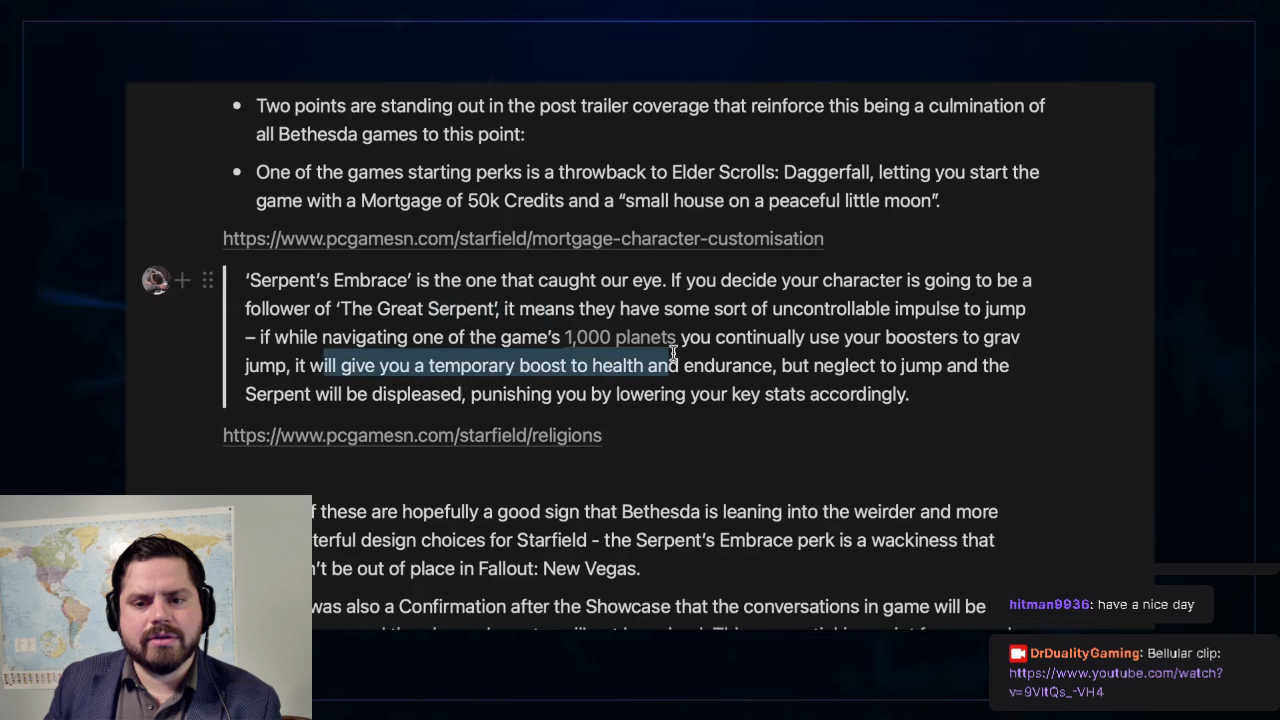 Two points are standing out in the post trailer coverage that reinforce this being a culmination of
all Bethesda games to this point:
One of the games starting perks is a throwback to Elder Scrolls: Daggerfall, letting you start the
game with a Mortgage of 50k Credits and a “small house on a peaceful little moon”.
https://www.pcgamesn.com/starfield/mortgage-character-customisation
‘Serpent’s Embrace’ is the one that caught our eye. If you decide your character is going to be a
follower of ‘The Great Serpent’, it means they have some sort of uncontrollable impulse to jump
– if while navigating one of the game’s 1,000 planets you continually use your boosters to grav
jump, it will give you a temporary boost to health and endurance, but neglect to jump and the
Serpent will be displeased, punishing you by lowering your key stats accordingly.
https://www.pcgamesn.com/starfield/religions
these are hopefully a good sign that Bethesda is leaning into the weirder and more
design choices for Starfield - the Serpent’s Embrace perk is a wackiness that
be out of place in Fallout: New Vegas.
was also a Confirmation after the Showcase that the conversations in game will be
hitman9936: have a nice day
DrDualityGaming: Bellular clip:
https://www.youtube.com/watch?
v=9VItQs_-VH4